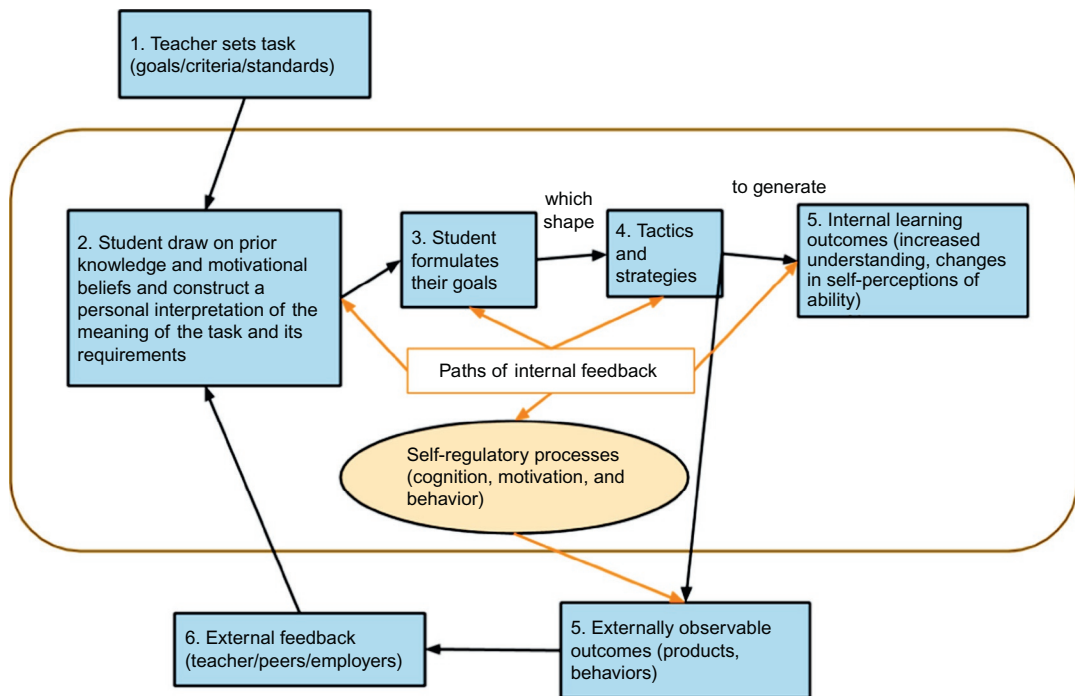 1. Teacher sets task
(goals/criteria/standards)
2. Student draw on prior
knowledge and motivational
beliefs and construct a
personal interpretation of the
meaning of the task and its
requirements
3. Student
formulates
their goals
which
shape
4. Tactics
and
strategies
to generate
5. Internal learning
outcomes (increased
understanding, changes
in self-perceptions of
ability)
Paths of internal feedback
Self-regulatory processes
(cognition, motivation, and
behavior)
6. External feedback
(teacher/peers/employers)
5. Externally observable
outcomes (products,
behaviors)